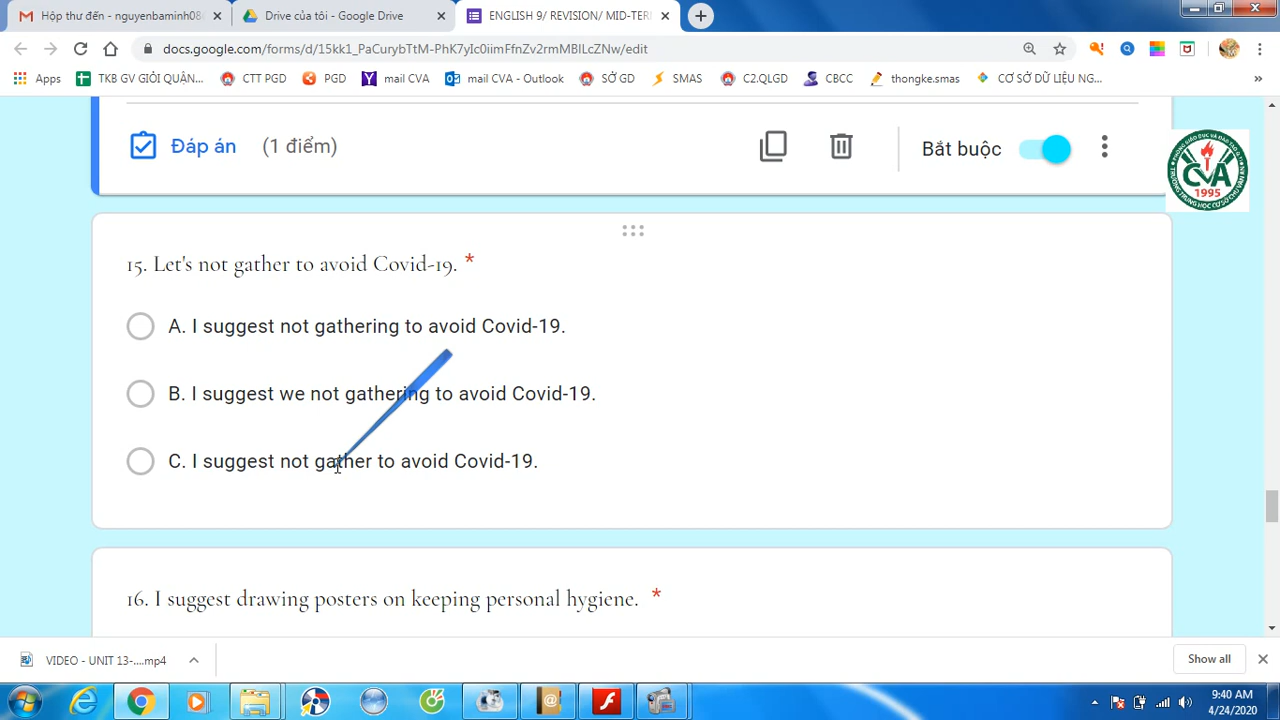 Hộp thư đến - nguyenbaminh08
Drive của tôi - Google Drive
ENGLISH 9/ REVISION/ MID-TER
docs.google.com/forms/d/15kk1_PaCurybTtM-PhK7yIc0iInFfnZv2rmMBlLcZNw/edit
Apps
TKB GV GIỎI QUẬN...
CTT PGD
PGD
mail CVA
mail CVA - Outlook
SỞ GD
SMAS
C2.QLGD
CBCC
thongke.smas
CƠ SỞ DỮ LIỆU NG...
»
Đáp án
(1 điểm)
Bắt buộc
CVA
1995
15. Let's not gather to avoid Covid-19. *
A. I suggest not gathering to avoid Covid-19.
B. I suggest we not gathering to avoid Covid-19.
C. I suggest not gather to avoid Covid-19.
16. I suggest drawing posters on keeping personal hygiene. *
VIDEO - UNIT 13-....mp4
Show all
9:40 AM
4/24/2020